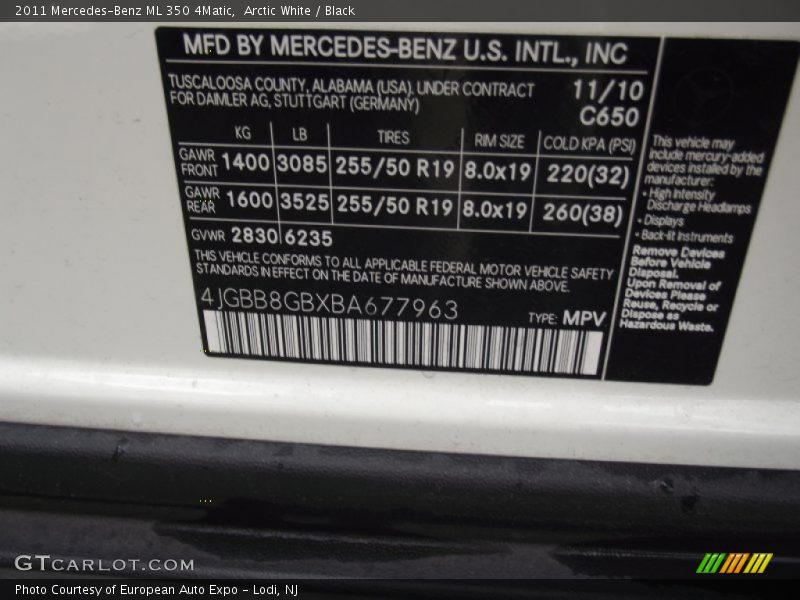 2011 Mercedes-Benz ML 350 4Matic, Arctic White / Black
MFD BY MERCEDES-BENZ U.S. INTL., INC
TUSCALOOSA COUNTY, ALABAMA (USA). UNDER CONTRACT
FOR DAIMLER AG, STUTTGART (GERMANY)
11/10
C650
KG LB TIRES RIM SIZE COLD KPA (PSI)
GAWR FRONT 1400 3085 255/50 R19 8.0x19 220(32)
GAWR REAR 1600 3525 255/50 R19 8.0x19 260(38)
GVWR 2830 6235
THIS VEHICLE CONFORMS TO ALL APPLICABLE FEDERAL MOTOR VEHICLE SAFETY
STANDARDS IN EFFECT ON THE DATE OF MANUFACTURE SHOWN ABOVE.
4JGBB8GBXBA677963
TYPE: MPV
This vehicle may
include mercury-added
devices installed by the
manufacturer:
• High Intensity
Discharge Headlamps
• Displays
• Back-lit Instruments
Remove Devices
Before Vehicle
Disposal.
Upon Removal of
Devices Please
Reuse, Recycle or
Dispose as
Hazardous Waste.
GTCARLOT.COM
Photo Courtesy of European Auto Expo - Lodi, NJ